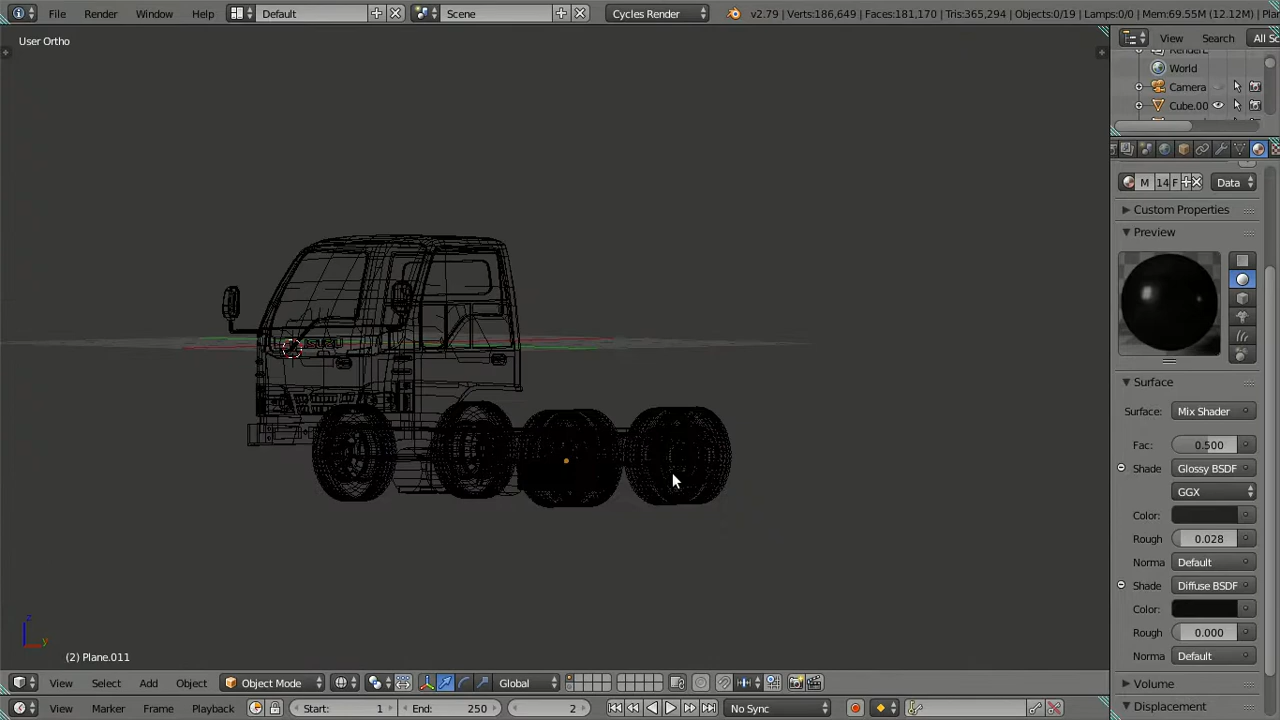 File Render Window Help Default Scene Cycles Render v2.79 | Verts:186,649 | Faces:181,170 | Tris:365,294 | Objects:0/19 | Lamps:0/0 | Mem:69.55M (12.12M) | Plan
User Ortho
View Search All Sc
World
Camera
Cube.00
M 14 F Data
Custom Properties
Preview
ISUZU
Surface
Surface: Mix Shader
Fac: 0.500
Shade Glossy BSDF
GGX
Color:
Rough 0.028
Norma Default
Shade Diffuse BSDF
Color:
Rough 0.000
Norma Default
z
y
(2) Plane.011
View Select Add Object Object Mode Global
Volume
View Marker Frame Playback Start: 1 End: 250 2 No Sync
Displacement